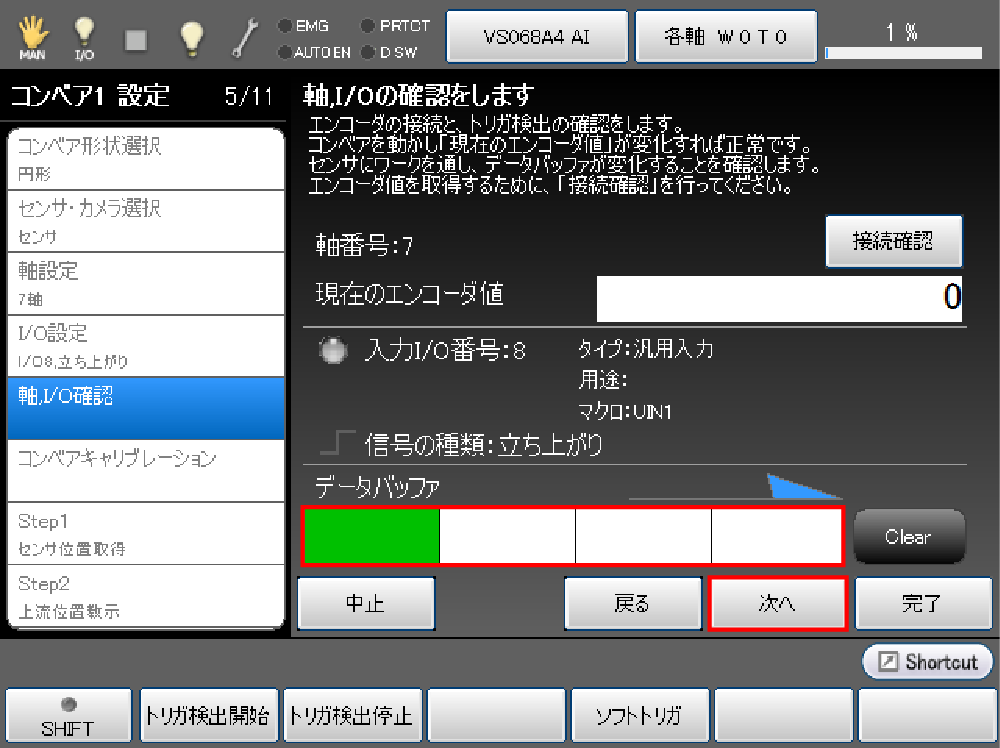 MAN
I/O
EMG
AUTO EN
PRTCT
D SW
VS068A4 AI
各軸 W0T0
1 %
コンベア1 設定 5/11
コンベア形状選択
円形
センサ・カメラ選択
センサ
軸設定
7軸
I/O設定
I/O8,立ち上がり
軸,I/O確認
コンベアキャリブレーション
Step1
センサ位置取得
Step2
上流位置教示
軸,I/Oの確認をします
エンコーダの接続と、トリガ検出の確認をします。
コンベアを動かし「現在のエンコーダ値」が変化すれば正常です。
センサにワークを通し、データバッファが変化することを確認します。
エンコーダ値を取得するために、「接続確認」を行ってください。
軸番号:7
接続確認
現在のエンコーダ値
0
入力I/O番号:8
タイプ:汎用入力
用途:
マクロ:UIN1
信号の種類:立ち上がり
データバッファ
Clear
中止
戻る
次へ
完了
Shortcut
SHIFT
トリガ検出開始
トリガ検出停止
ソフトトリガ